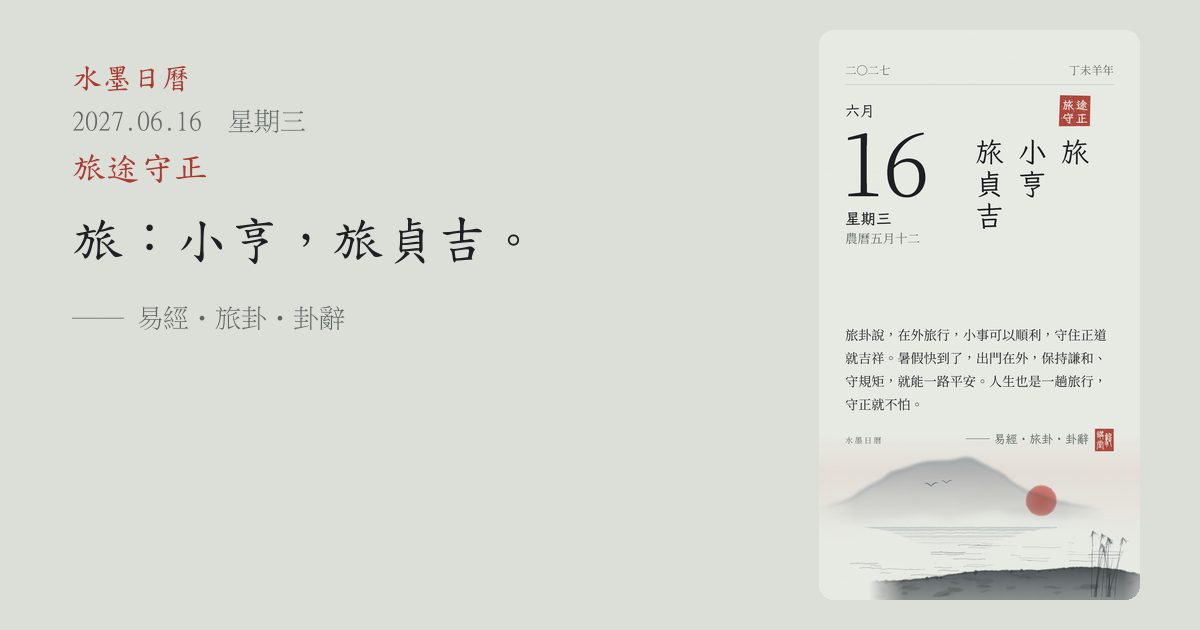 水墨日曆
2027.06.16 星期三
旅途守正
旅：小亨，旅貞吉。
—— 易經・旅卦・卦辭
二〇二七
丁未羊年
六月
16
星期三
農曆五月十二
旅途
守正
旅
小亨
旅貞吉
旅卦說，在外旅行，小事可以順利，守住正道
就吉祥。暑假快到了，出門在外，保持謙和、
守規矩，就能一路平安。人生也是一趟旅行，
守正就不怕。
水墨日曆
—— 易經・旅卦・卦辭